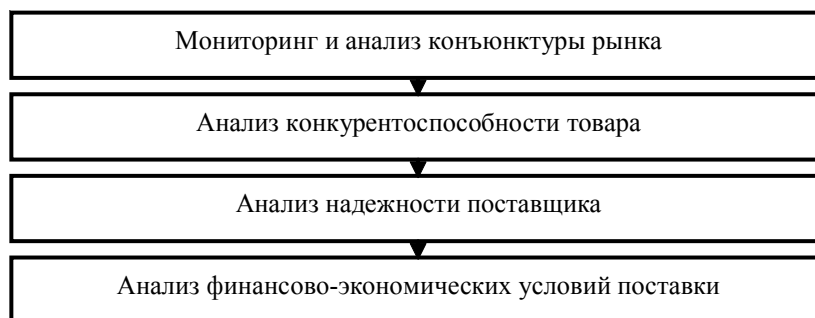 Мониторинг и анализ конъюнктуры рынка
Анализ конкурентоспособности товара
Анализ надежности поставщика
Анализ финансово-экономических условий поставки